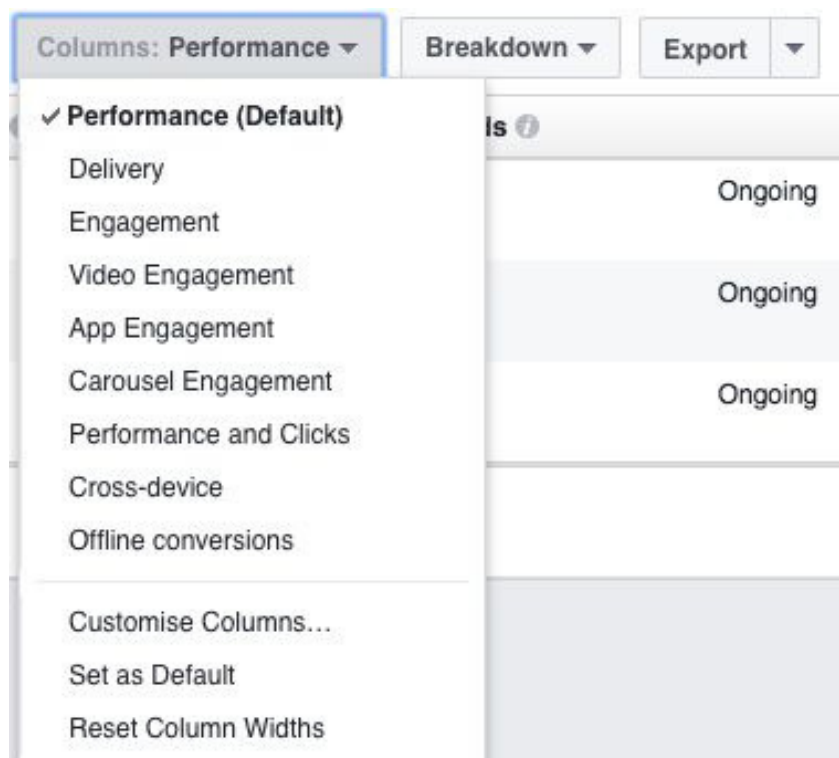 Columns: Performance Breakdown Export
Performance (Default)
ls
Delivery
Ongoing
Engagement
Video Engagement
Ongoing
App Engagement
Carousel Engagement
Ongoing
Performance and Clicks
Cross-device
Offline conversions
Customise Columns...
Set as Default
Reset Column Widths